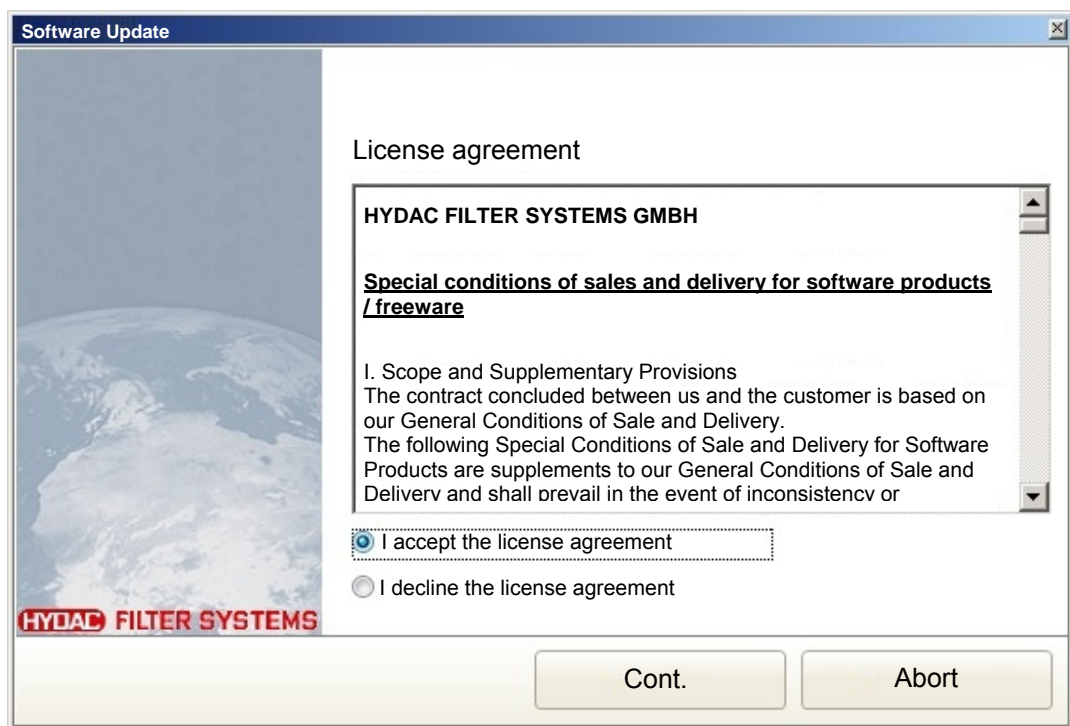 Software Update
License agreement
HYDAC FILTER SYSTEMS GMBH
Special conditions of sales and delivery for software products
/ freeware
I. Scope and Supplementary Provisions
The contract concluded between us and the customer is based on
our General Conditions of Sale and Delivery.
The following Special Conditions of Sale and Delivery for Software
Products are supplements to our General Conditions of Sale and
Delivery and shall prevail in the event of inconsistency or
I accept the license agreement
I decline the license agreement
HYDAC FILTER SYSTEMS
Cont.
Abort